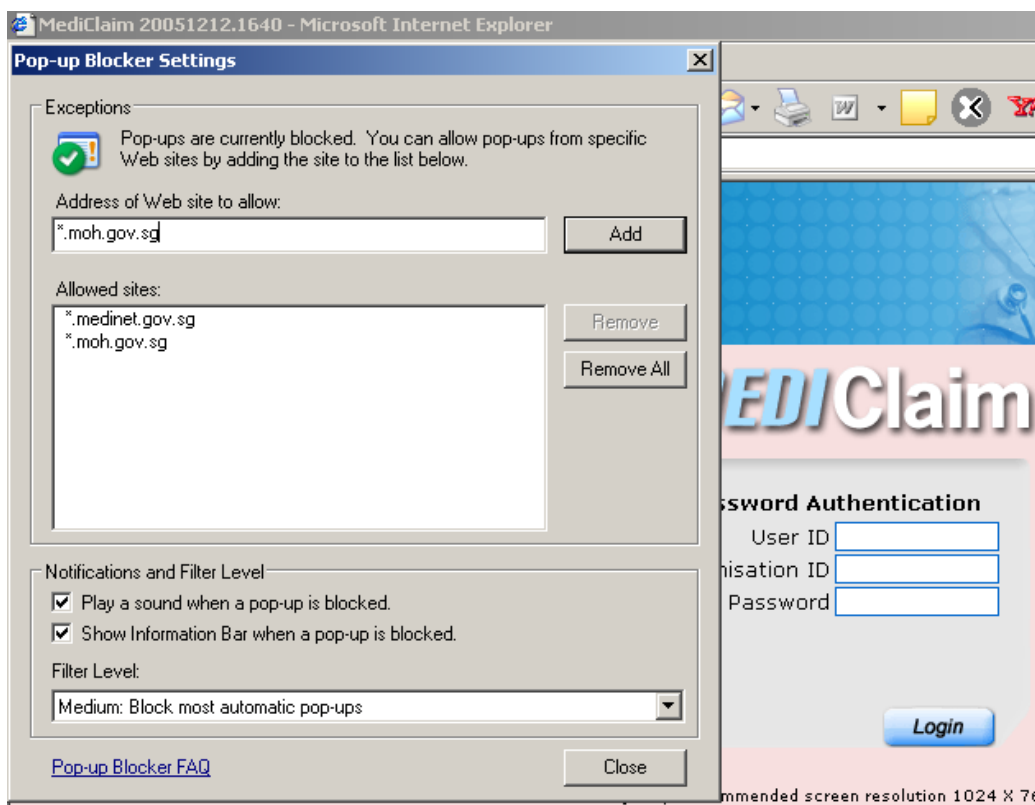 MediClaim 20051212.1640 - Microsoft Internet Explorer
Pop-up Blocker Settings
Exceptions
Pop-ups are currently blocked. You can allow pop-ups from specific
Web sites by adding the site to the list below.
Address of Web site to allow:
*.moh.gov.sg
Add
Allowed sites:
*.medinet.gov.sg
*.moh.gov.sg
Remove
Remove All
Notifications and Filter Level
Play a sound when a pop-up is blocked.
Show Information Bar when a pop-up is blocked.
Filter Level:
Medium: Block most automatic pop-ups
Pop-up Blocker FAQ
Close
W
EDIClaim
ssword Authentication
User ID
nisation ID
Password
Login
mmended screen resolution 1024 X 76